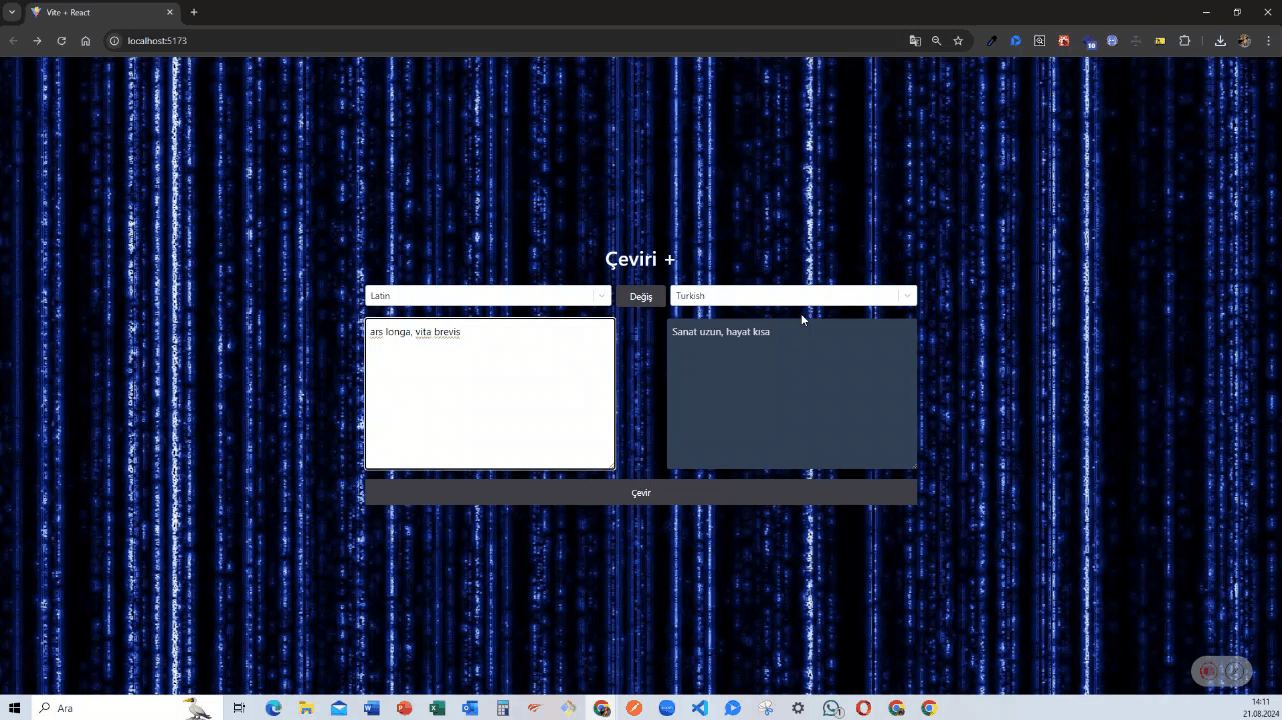 Vite + React
localhost:5173
10
Çeviri +
Latin
Değiş
Turkish
ars longa, vita brevis
Sanat uzun, hayat kısa
Çevir
Ara
14:11
21.08.2024